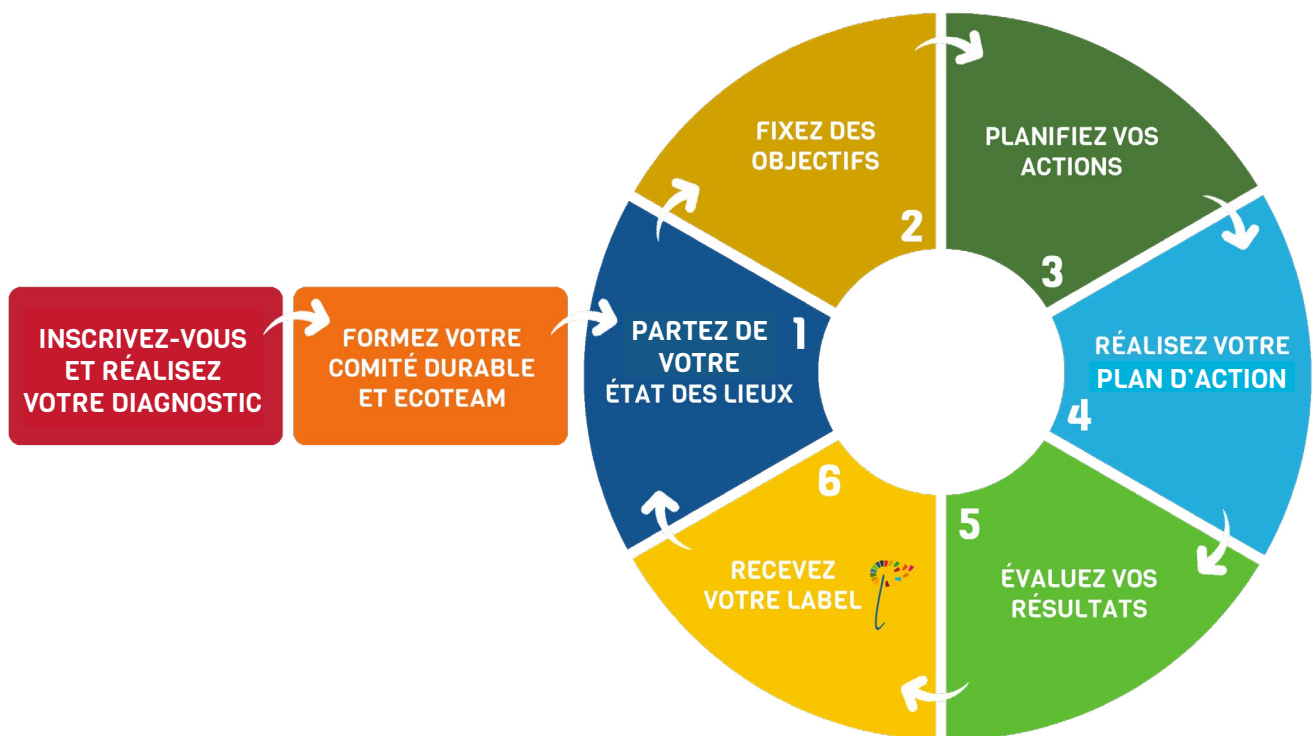 INSCRIVEZ-VOUS
ET RÉALISEZ
VOTRE DIAGNOSTIC
FORMEZ VOTRE
COMITÉ DURABLE
ET ECOTEAM
1
PARTEZ DE
VOTRE
ÉTAT DES LIEUX
2
FIXEZ DES
OBJECTIFS
3
PLANIFIEZ VOS
ACTIONS
4
RÉALISEZ VOTRE
PLAN D'ACTION
5
ÉVALUEZ VOS
RÉSULTATS
6
RECEVEZ
VOTRE LABEL